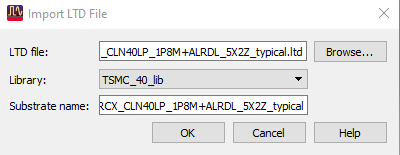 Import LTD File
LTD file: _CLN40LP_1P8M+ALRDL_5X2Z_typical.ltd Browse...
Library: TSMC_40_lib
Substrate name: RCX_CLN40LP_1P8M+ALRDL_5X2Z_typical
OK Cancel Help